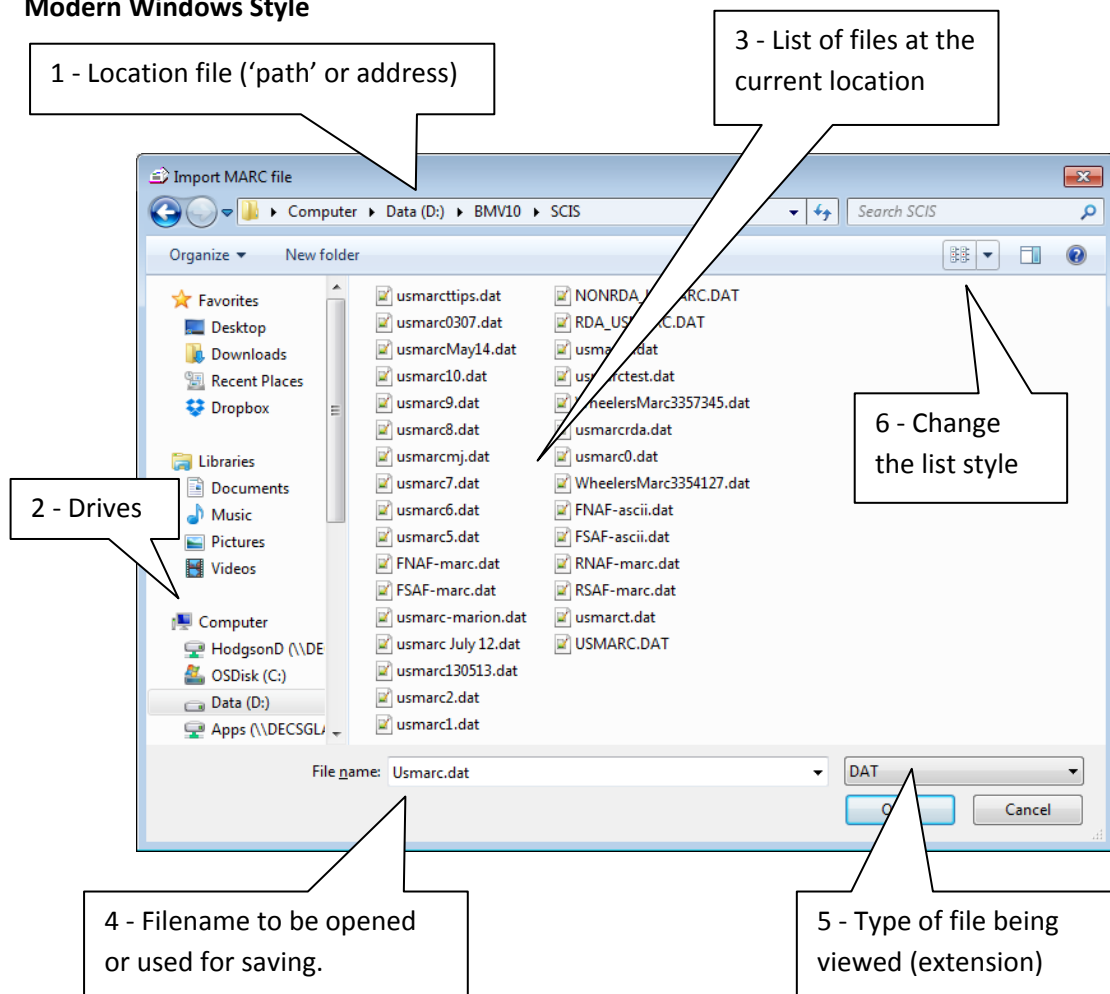 Modern Windows Style
3 - List of files at the
current location
1 - Location file (‘path’ or address)
Import MARC file
Computer Data (D:) BMV10 SCIS
Search SCIS
Organize New folder
Favorites
Desktop
Downloads
Recent Places
Dropbox
Libraries
Documents
Music
Pictures
Videos
2 - Drives
Computer
HodgsonD (\\DE
OSDisk (C:)
Data (D:)
Apps (\\DECSGL
usmarcttips.dat
usmarc0307.dat
usmarcMay14.dat
usmarc10.dat
usmarc9.dat
usmarc8.dat
usmarcmj.dat
usmarc7.dat
usmarc6.dat
usmarc5.dat
FNAF-marc.dat
FSAF-marc.dat
usmarc-marion.dat
usmarc July 12.dat
usmarc130513.dat
usmarc2.dat
usmarc1.dat
WheelersMarc3357345.dat
usmarcrda.dat
usmarc0.dat
WheelersMarc3354127.dat
FNAF-ascii.dat
FSAF-ascii.dat
RNAF-marc.dat
RSAF-marc.dat
usmarct.dat
USMARC.DAT
6 - Change
the list style
File name: Usmarc.dat
DAT
Cancel
4 - Filename to be opened
or used for saving.
5 - Type of file being
viewed (extension)